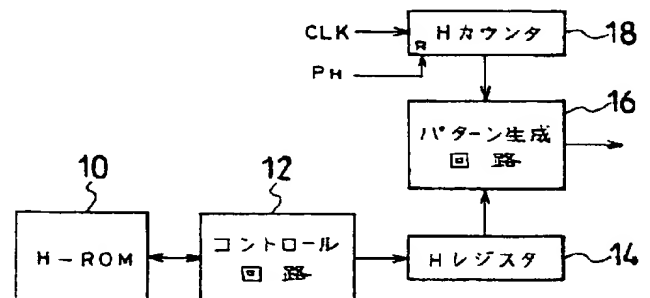 CLK
R Hカウンタ
18
PH
16
パターン生成
回路
10
12
H-ROM
コントロール
回路
Hレジスタ
14